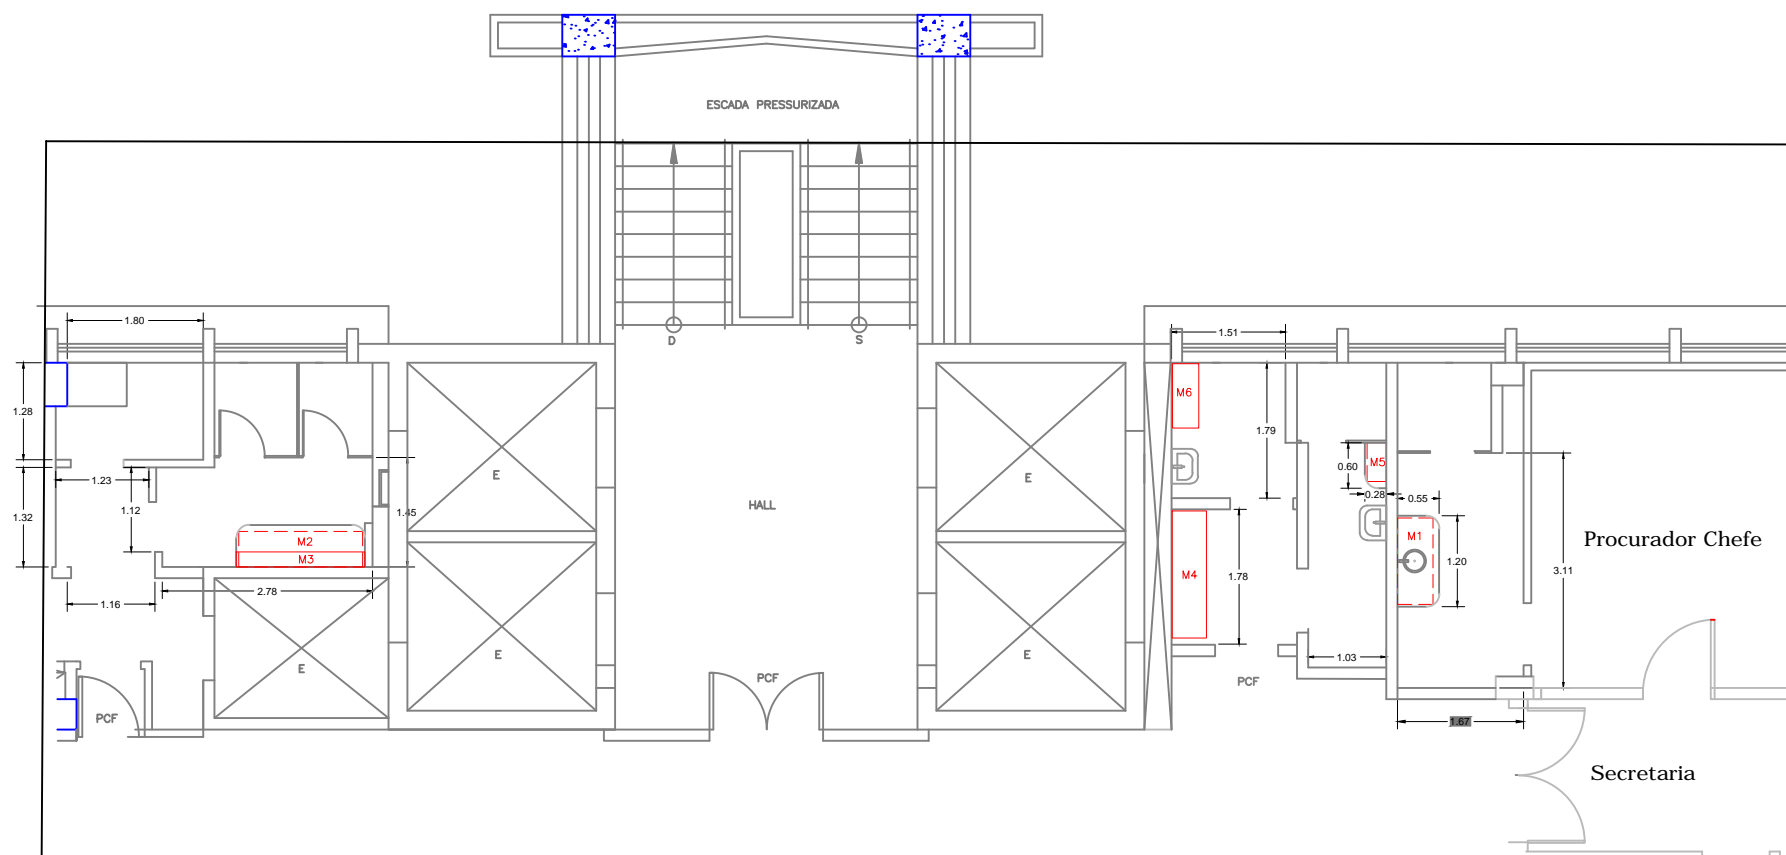 ESCADA PRESSURIZADA
D
S
1.80
1.51
1.28
M6
1.79
E
E
0.60
M5
1.23
0.28
0.55
HALL
1.32
1.12
1.45
M2
M1
Procurador Chefe
M3
1.20
3.11
M4
1.78
2.78
1.16
E
E
E
1.03
PCF
PCF
PCF
1.67
Secretaria